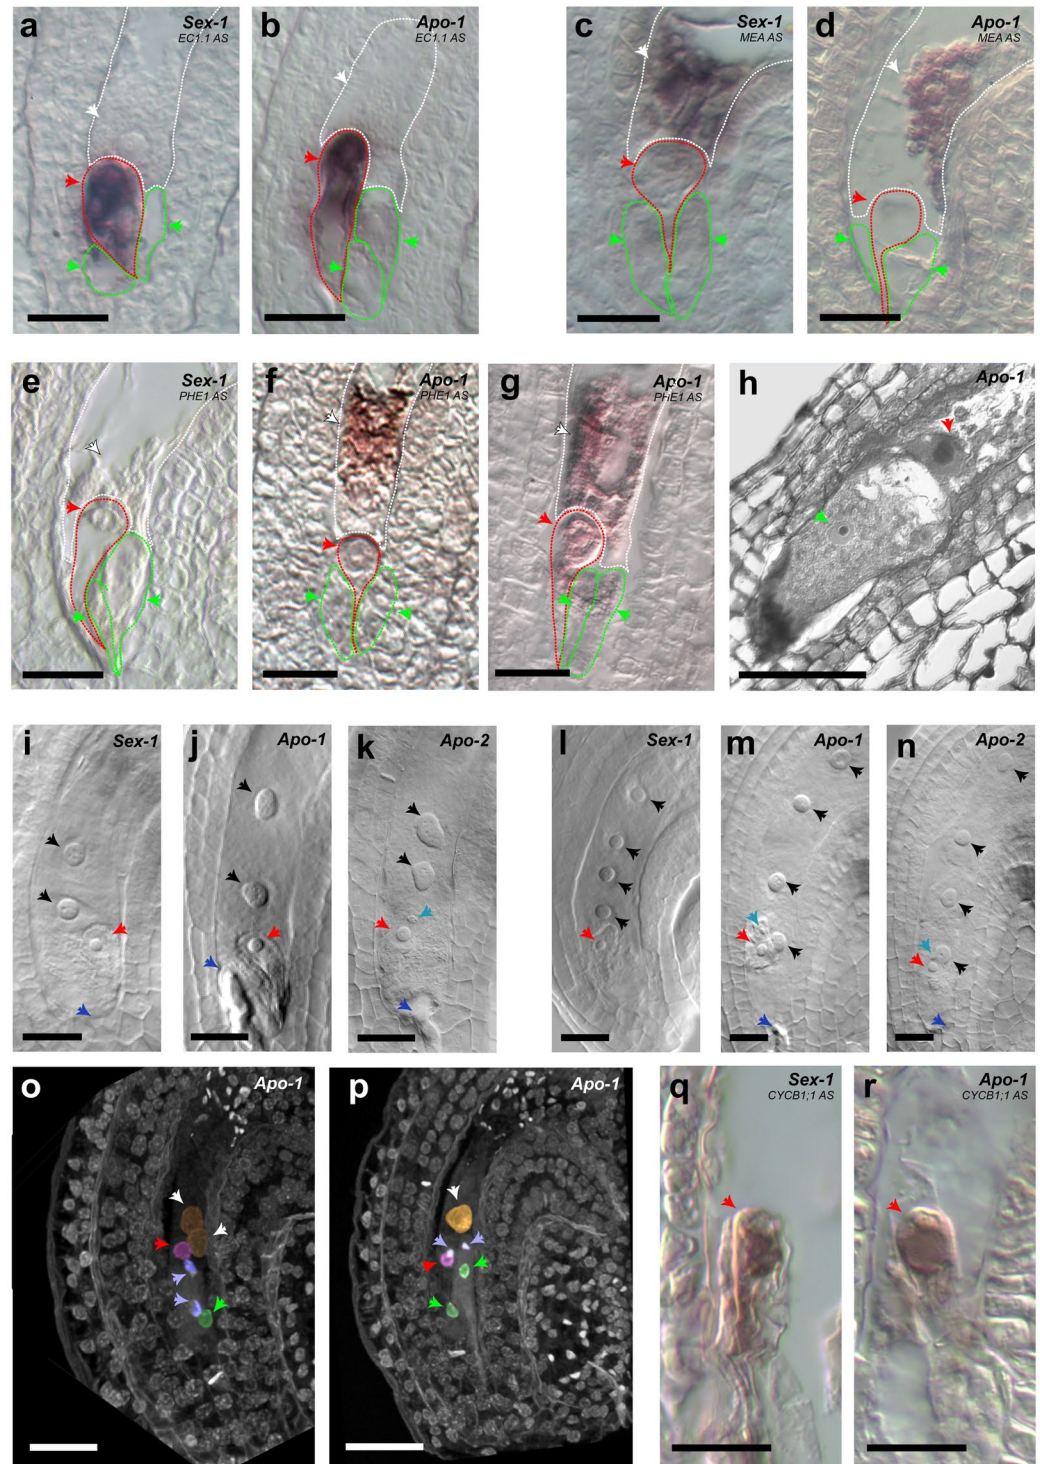 a
Sex-1
EC1.1 AS
b
Apo-1
EC1.1 AS
c
Sex-1
MEA AS
d
Apo-1
MEA AS
e
Sex-1
PHE1 AS
f
Apo-1
PHE1 AS
g
Apo-1
PHE1 AS
h
Apo-1
i
Sex-1
j
Apo-1
k
Apo-2
l
Sex-1
m
Apo-1
n
Apo-2
o
Apo-1
p
Apo-1
q
Sex-1
CYCB1;1 AS
r
Apo-1
CYCB1;1 AS